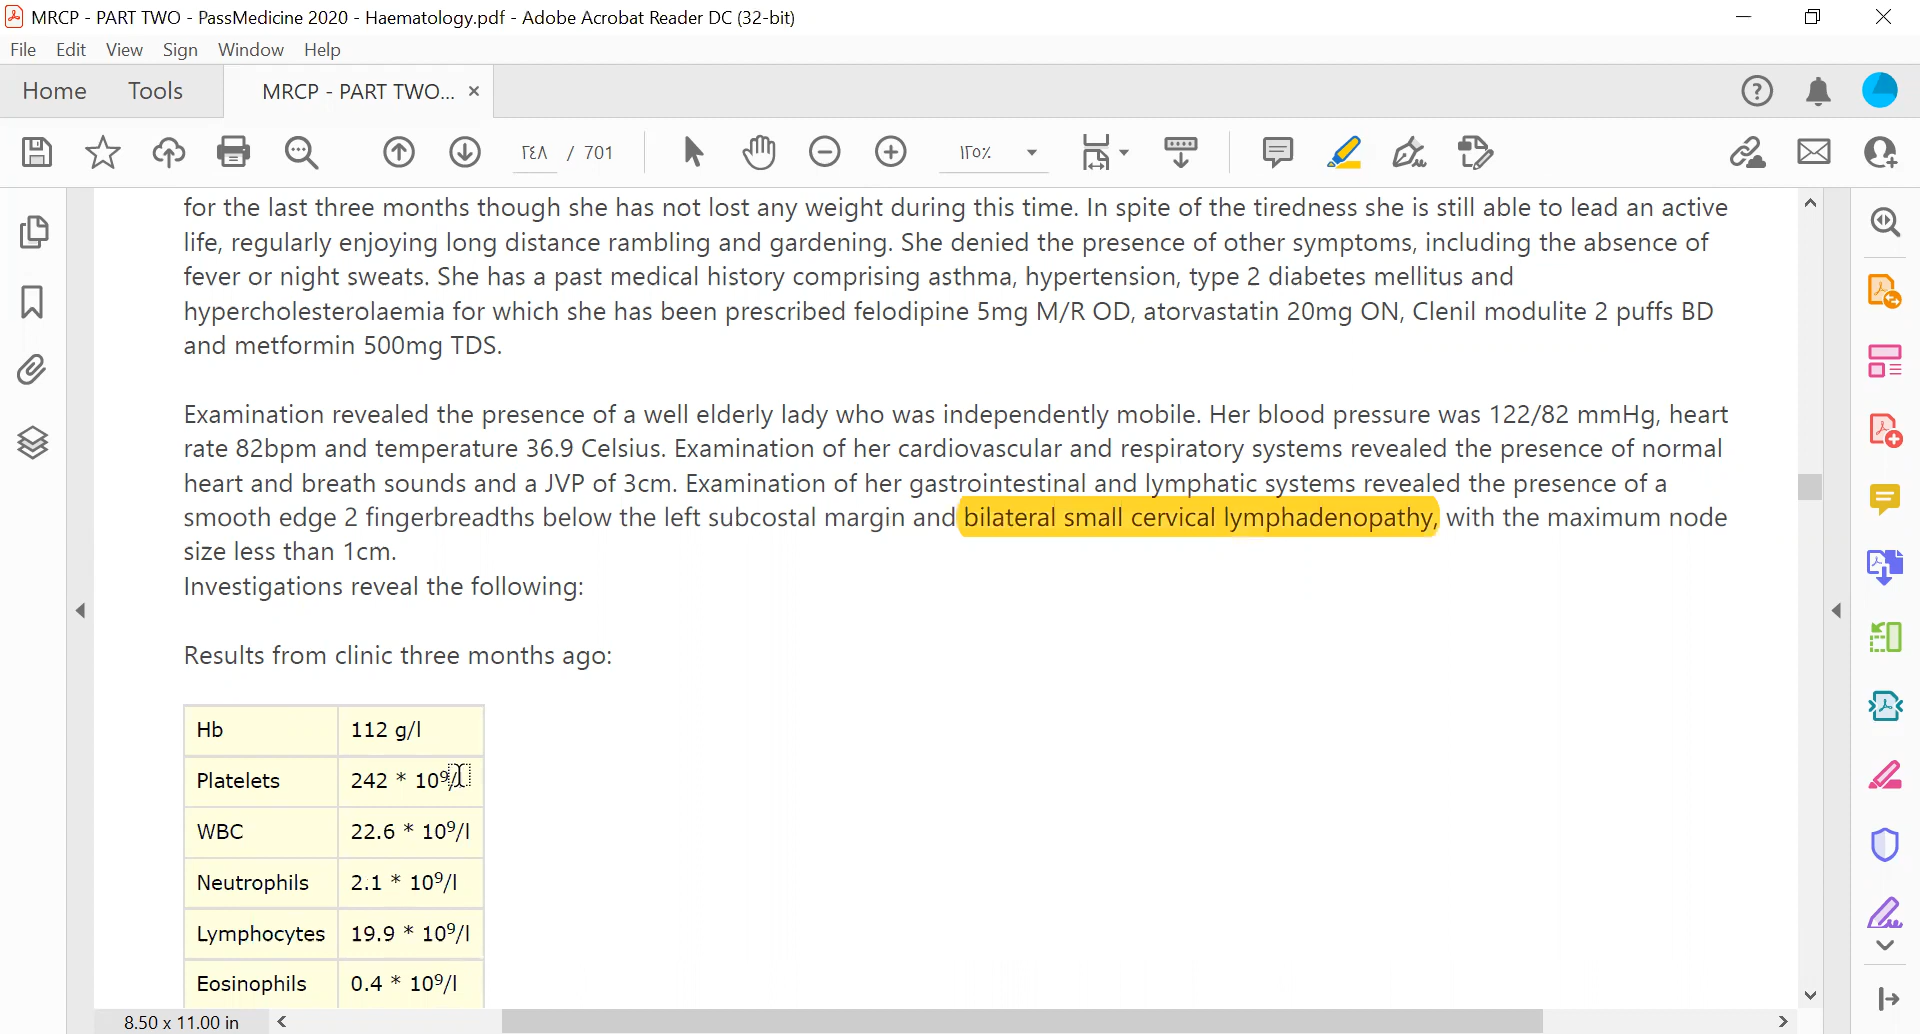 MRCP - PART TWO - PassMedicine 2020 - Haematology.pdf - Adobe Acrobat Reader DC (32-bit)
File Edit View Sign Window Help
Home Tools MRCP - PART TWO... ×
٢٤٨ / 701 ١٢٥٪
for the last three months though she has not lost any weight during this time. In spite of the tiredness she is still able to lead an active
life, regularly enjoying long distance rambling and gardening. She denied the presence of other symptoms, including the absence of
fever or night sweats. She has a past medical history comprising asthma, hypertension, type 2 diabetes mellitus and
hypercholesterolaemia for which she has been prescribed felodipine 5mg M/R OD, atorvastatin 20mg ON, Clenil modulite 2 puffs BD
and metformin 500mg TDS.
Examination revealed the presence of a well elderly lady who was independently mobile. Her blood pressure was 122/82 mmHg, heart
rate 82bpm and temperature 36.9 Celsius. Examination of her cardiovascular and respiratory systems revealed the presence of normal
heart and breath sounds and a JVP of 3cm. Examination of her gastrointestinal and lymphatic systems revealed the presence of a
smooth edge 2 fingerbreadths below the left subcostal margin and bilateral small cervical lymphadenopathy, with the maximum node
size less than 1cm.
Investigations reveal the following:
Results from clinic three months ago:
Hb 112 g/l
Platelets 242 * 10⁹/l
WBC 22.6 * 10⁹/l
Neutrophils 2.1 * 10⁹/l
Lymphocytes 19.9 * 10⁹/l
Eosinophils 0.4 * 10⁹/l
8.50 x 11.00 in